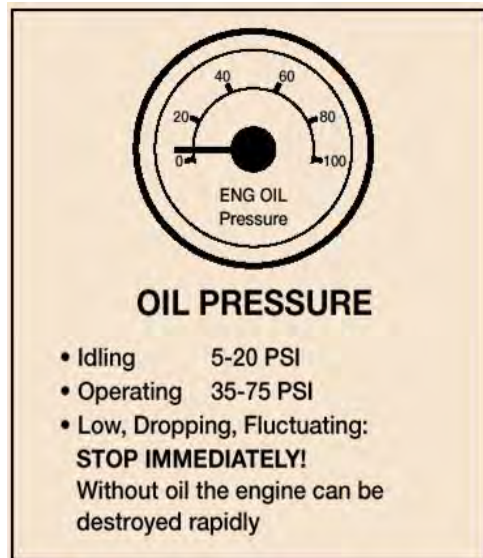 40 60
20 80
0 100
ENG OIL
Pressure
OIL PRESSURE
• Idling 5-20 PSI
• Operating 35-75 PSI
• Low, Dropping, Fluctuating:
STOP IMMEDIATELY!
Without oil the engine can be
destroyed rapidly